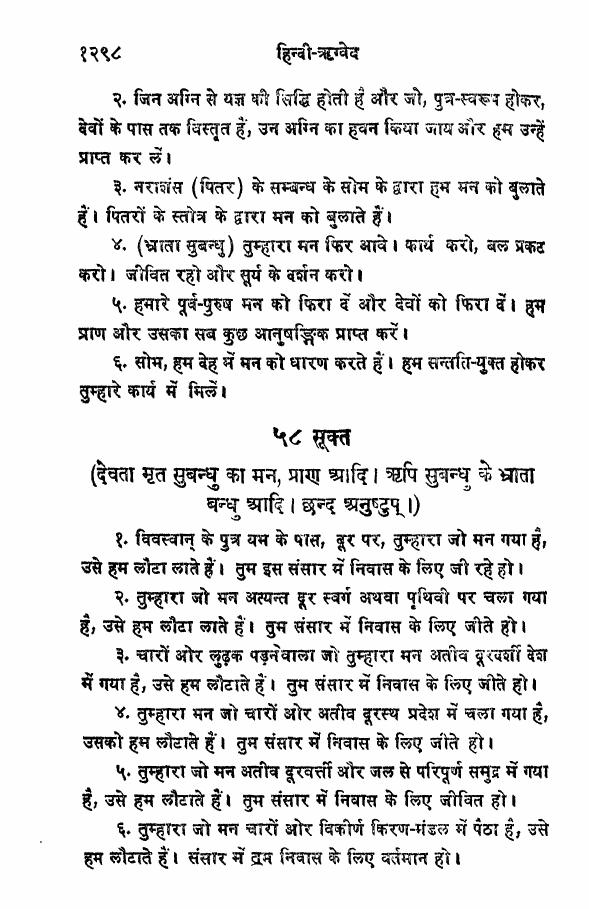 १२९८ हिन्दी-ऋग्वेद
२. जिन अग्नि से यज्ञ की सिद्धि होती है और जो, पुत्र-स्वरूप होकर,
देवों के पास तक विस्तृत हैं, उन अग्नि का हवन किया जाय और हम उन्हें
प्राप्त कर लें।
३. नराशंस (पितर) के सम्बन्ध के सोम के द्वारा हम मन को बुलाते
हैं। पितरों के स्तोत्र के द्वारा मन को बुलाते हैं।
४. (भ्राता सुबन्धु) तुम्हारा मन फिर आवे। कार्य करो, बल प्रकट
करो। जीवित रहो और सूर्य के दर्शन करो।
५. हमारे पूर्व-पुरुष मन को फिरा दें और देवों को फिरा दें। हम
प्राण और उसका सब कुछ आनुषङ्गिक प्राप्त करें।
६. सोम, हम देह में मन को धारण करते हैं। हम सन्तति-युक्त होकर
तुम्हारे कार्य में मिलें।
५८ सूक्त
(देवता मृत सुबन्धु का मन, प्राण आदि। ऋषि सुबन्धु के भ्राता
बन्धु आदि। छन्द अनुष्टुप्।)
१. विवस्वान् के पुत्र यम के पास, दूर पर, तुम्हारा जो मन गया है,
उसे हम लौटा लाते हैं। तुम इस संसार में निवास के लिए जी रहे हो।
२. तुम्हारा जो मन अत्यन्त दूर स्वर्ग अथवा पृथिवी पर चला गया
है, उसे हम लौटा लाते हैं। तुम संसार में निवास के लिए जीते हो।
३. चारों ओर लुढ़क पड़नेवाला जो तुम्हारा मन अतीव दूरदर्शी देश
में गया है, उसे हम लौटाते हैं। तुम संसार में निवास के लिए जीते हो।
४. तुम्हारा मन जो चारों ओर अतीव दूरस्थ प्रदेश में चला गया है,
उसको हम लौटाते हैं। तुम संसार में निवास के लिए जीते हो।
५. तुम्हारा जो मन अतीव दूरवर्त्ती और जल से परिपूर्ण समुद्र में गया
है, उसे हम लौटाते हैं। तुम संसार में निवास के लिए जीवित हो।
६. तुम्हारा जो मन चारों ओर विकीर्ण किरण-मंडल में पैठा है, उसे
हम लौटाते हैं। संसार में तुम निवास के लिए वर्तमान हो।